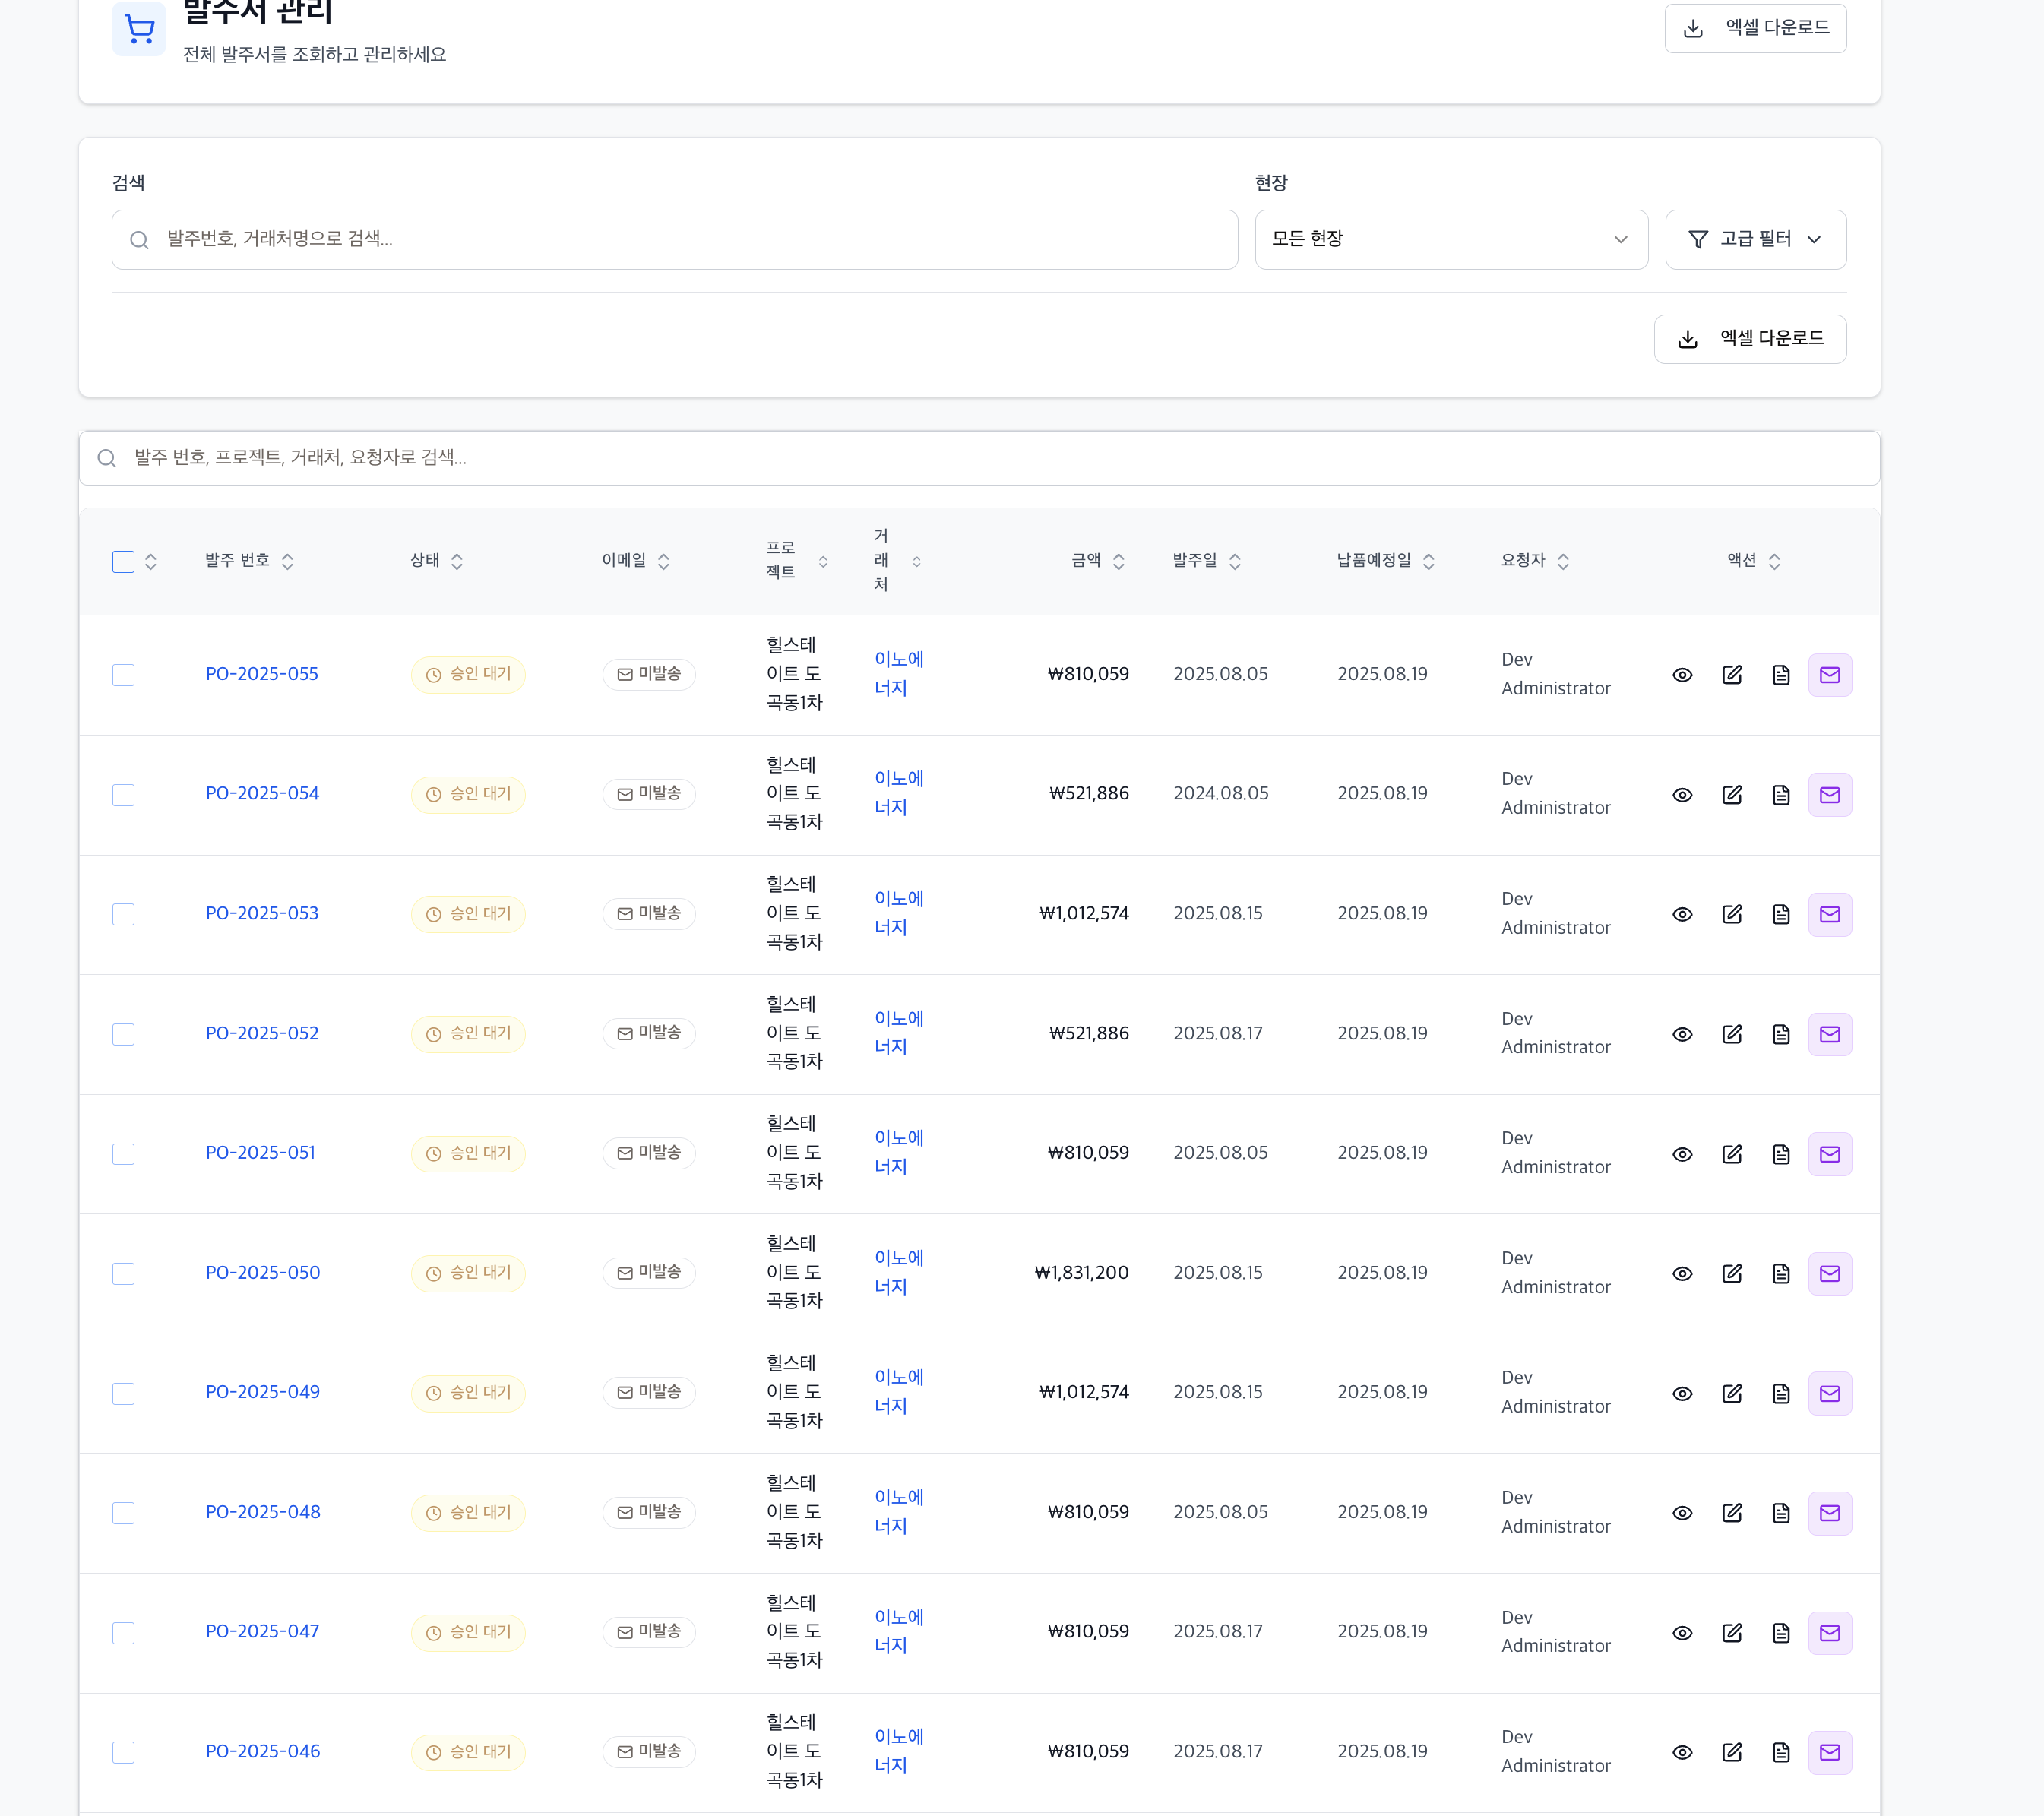 발주서 관리
전체 발주서를 조회하고 관리하세요
엑셀 다운로드
검색
현장
발주번호, 거래처명으로 검색...
모든 현장
고급 필터
엑셀 다운로드
발주 번호, 프로젝트, 거래처, 요청자로 검색...
발주 번호
상태
이메일
프로
젝트
거
래
처
금액
발주일
납품예정일
요청자
액션
PO-2025-055
승인 대기
미발송
힐스테
이트 도
곡동1차
이노에
너지
₩810,059
2025.08.05
2025.08.19
Dev
Administrator
PO-2025-054
승인 대기
미발송
힐스테
이트 도
곡동1차
이노에
너지
₩521,886
2024.08.05
2025.08.19
Dev
Administrator
PO-2025-053
승인 대기
미발송
힐스테
이트 도
곡동1차
이노에
너지
₩1,012,574
2025.08.15
2025.08.19
Dev
Administrator
PO-2025-052
승인 대기
미발송
힐스테
이트 도
곡동1차
이노에
너지
₩521,886
2025.08.17
2025.08.19
Dev
Administrator
PO-2025-051
승인 대기
미발송
힐스테
이트 도
곡동1차
이노에
너지
₩810,059
2025.08.05
2025.08.19
Dev
Administrator
PO-2025-050
승인 대기
미발송
힐스테
이트 도
곡동1차
이노에
너지
₩1,831,200
2025.08.15
2025.08.19
Dev
Administrator
PO-2025-049
승인 대기
미발송
힐스테
이트 도
곡동1차
이노에
너지
₩1,012,574
2025.08.15
2025.08.19
Dev
Administrator
PO-2025-048
승인 대기
미발송
힐스테
이트 도
곡동1차
이노에
너지
₩810,059
2025.08.05
2025.08.19
Dev
Administrator
PO-2025-047
승인 대기
미발송
힐스테
이트 도
곡동1차
이노에
너지
₩810,059
2025.08.17
2025.08.19
Dev
Administrator
PO-2025-046
승인 대기
미발송
힐스테
이트 도
곡동1차
이노에
너지
₩810,059
2025.08.17
2025.08.19
Dev
Administrator